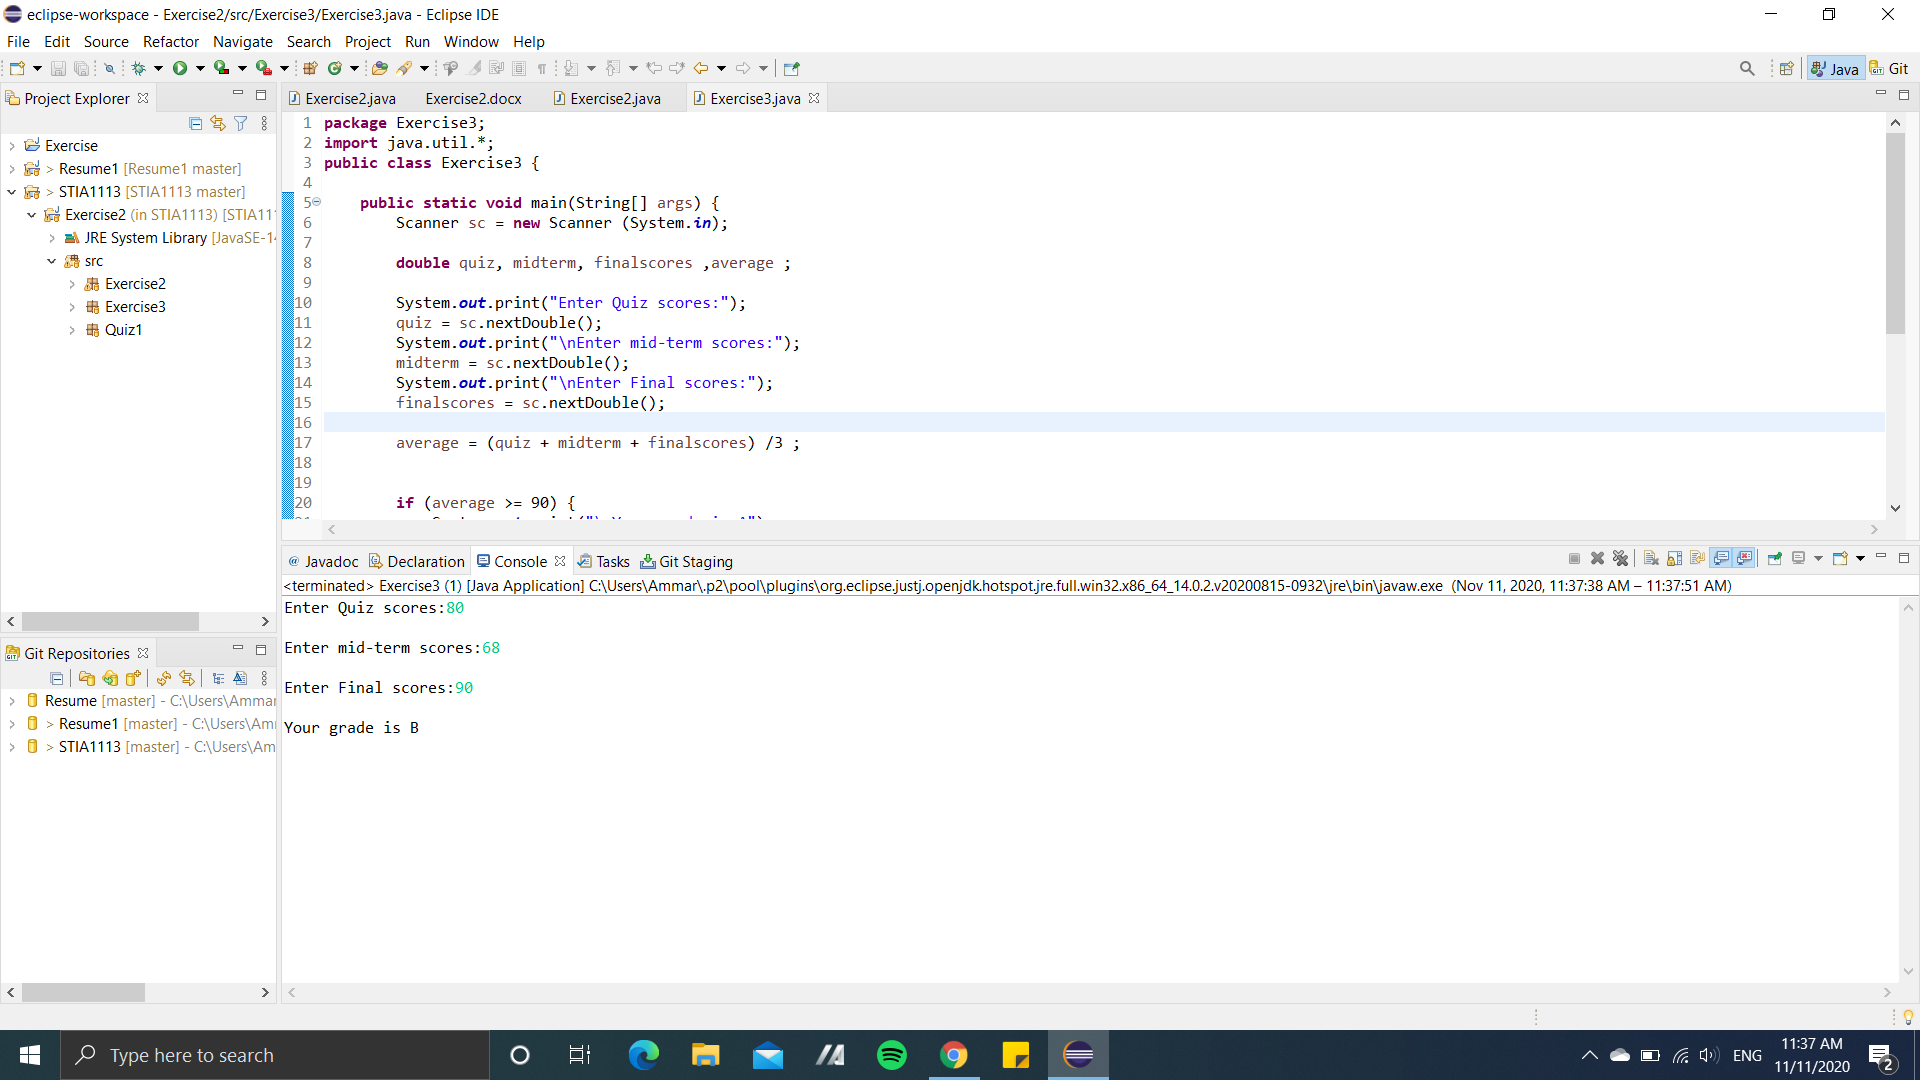 eclipse-workspace - Exercise2/src/Exercise3/Exercise3.java - Eclipse IDE
File Edit Source Refactor Navigate Search Project Run Window Help
Java Git
Project Explorer
Exercise
> Resume1 [Resume1 master]
> STIA1113 [STIA1113 master]
Exercise2 (in STIA1113) [STIA11
JRE System Library [JavaSE-1
src
Exercise2
Exercise3
Quiz1
Git Repositories
Resume [master] - C:\Users\Ammar
> Resume1 [master] - C:\Users\Am
> STIA1113 [master] - C:\Users\Am
Exercise2.java Exercise2.docx Exercise2.java Exercise3.java
1 package Exercise3;
2 import java.util.*;
3 public class Exercise3 {
4
5 public static void main(String[] args) {
6 Scanner sc = new Scanner (System.in);
7
8 double quiz, midterm, finalscores ,average ;
9
10 System.out.print("Enter Quiz scores:");
11 quiz = sc.nextDouble();
12 System.out.print("\nEnter mid-term scores:");
13 midterm = sc.nextDouble();
14 System.out.print("\nEnter Final scores:");
15 finalscores = sc.nextDouble();
16
17 average = (quiz + midterm + finalscores) /3 ;
18
19
20 if (average >= 90) {
@ Javadoc Declaration Console Tasks Git Staging
<terminated> Exercise3 (1) [Java Application] C:\Users\Ammar\.p2\pool\plugins\org.eclipse.justj.openjdk.hotspot.jre.full.win32.x86_64_14.0.2.v20200815-0932\jre\bin\javaw.exe (Nov 11, 2020, 11:37:38 AM – 11:37:51 AM)
Enter Quiz scores:80
Enter mid-term scores:68
Enter Final scores:90
Your grade is B
Type here to search
ENG
11:37 AM
11/11/2020
2